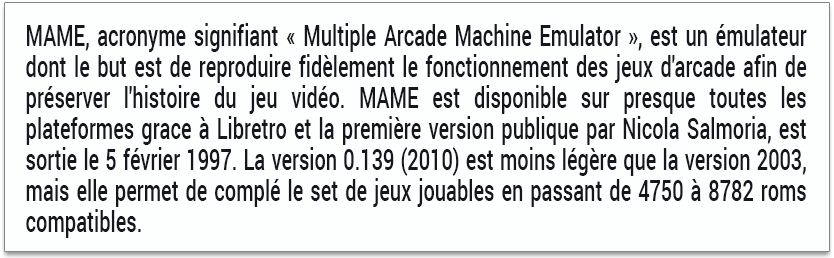 MAME, acronyme signifiant « Multiple Arcade Machine Emulator », est un émulateur
dont le but est de reproduire fidèlement le fonctionnement des jeux d'arcade afin de
préserver l'histoire du jeu vidéo. MAME est disponible sur presque toutes les
plateformes grace à Libretro et la première version publique par Nicola Salmoria, est
sortie le 5 février 1997. La version 0.139 (2010) est moins légère que la version 2003,
mais elle permet de complé le set de jeux jouables en passant de 4750 à 8782 roms
compatibles.